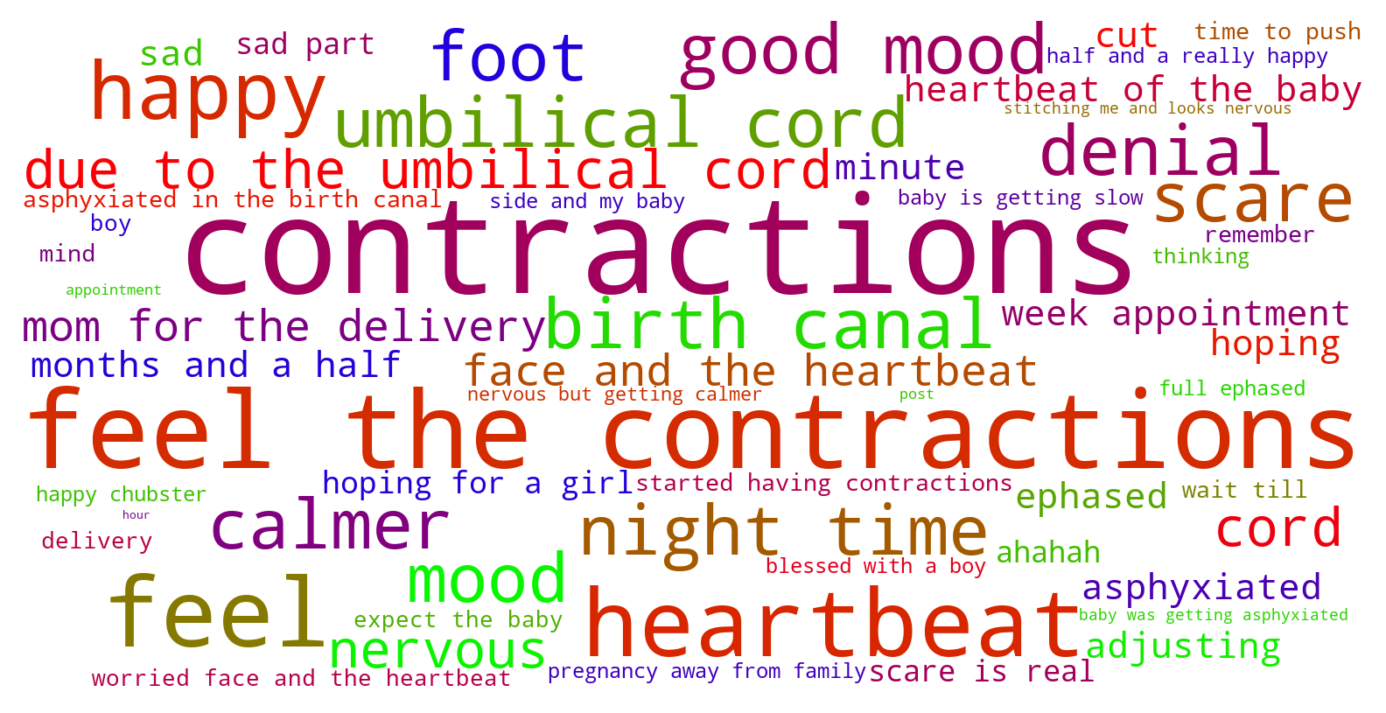 good mood
cut
time to push
sad
sad part
foot
half and a really happy
happy
heartbeat of the baby
umbilical cord
stitching me and looks nervous
denial
due to the umbilical cord
minute
asphyxiated in the birth canal
side and my baby
baby is getting slow
scare
boy
remember
contractions
mind
thinking
appointment
mom for the delivery
birth canal
week appointment
hoping
months and a half
face and the heartbeat
nervous but getting calmer
post
full ephased
feel the contractions
hoping for a girl
started having contractions
happy chubster
ephased
wait till
hour
calmer
night time
cord
delivery
ahahah
blessed with a boy
mood
asphyxiated
feel
heartbeat
expect the baby
baby was getting asphyxiated
nervous
adjusting
worried face and the heartbeat
pregnancy away from family
scare is real